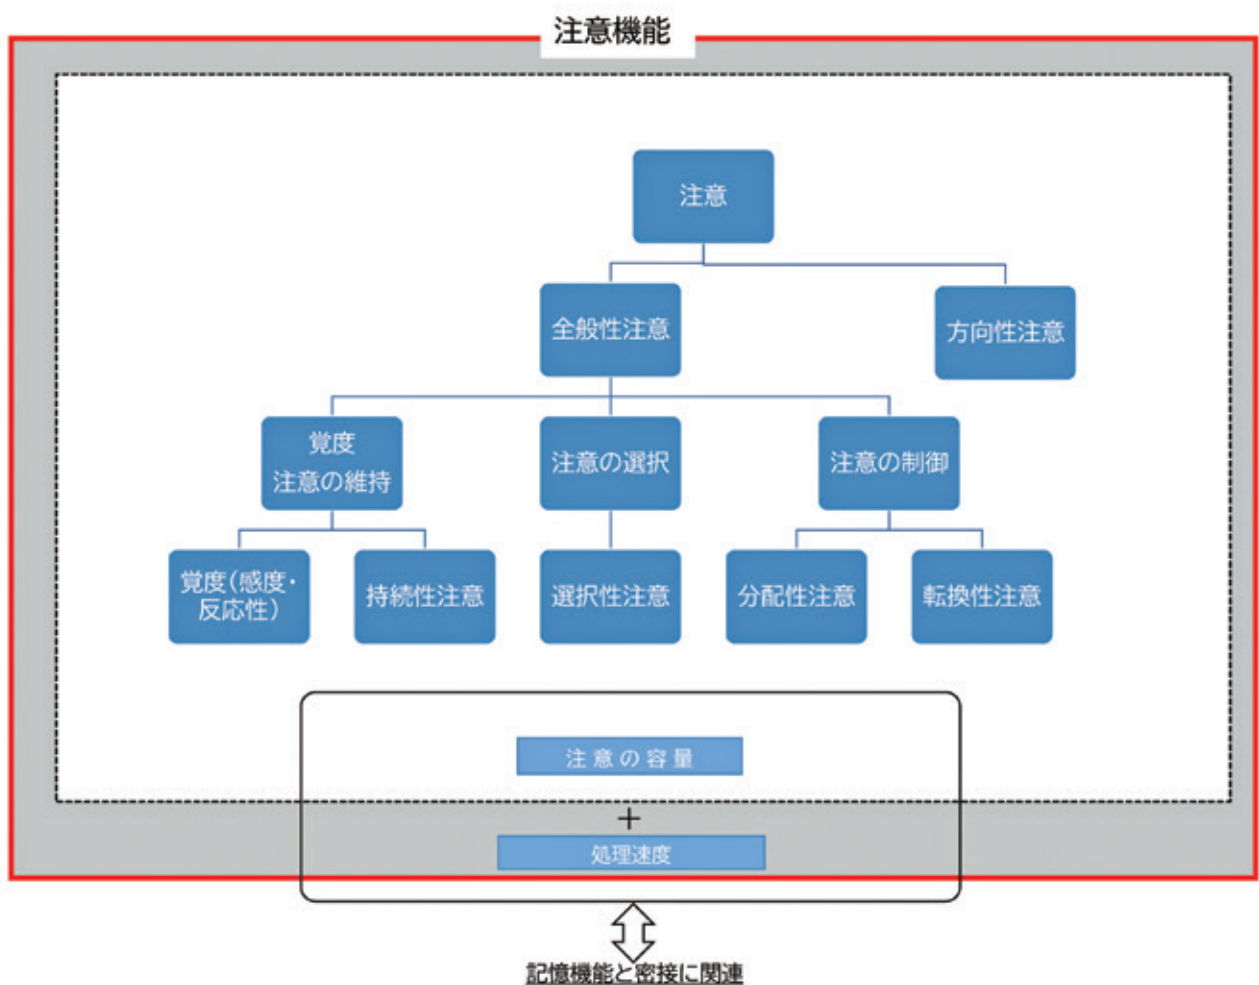 注意機能
注意
全般性注意
方向性注意
覚度
注意の維持
注意の選択
注意の制御
覚度(感度・
反応性)
持続性注意
選択性注意
分配性注意
転換性注意
注意の容量
+
処理速度
記憶機能と密接に関連